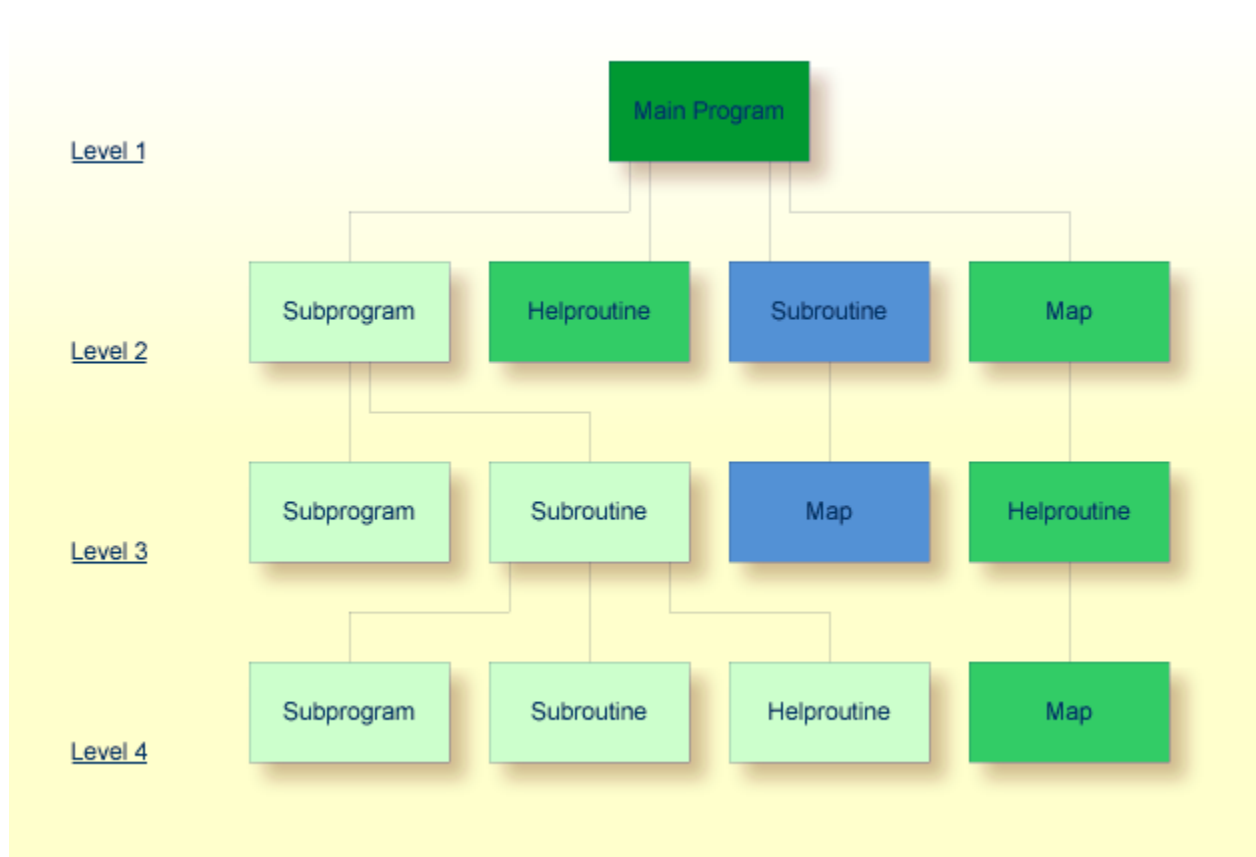 Main Program
Level 1
Subprogram Helproutine Subroutine Map
Level 2
Subprogram Subroutine Map Helproutine
Level 3
Subprogram Subroutine Helproutine Map
Level 4